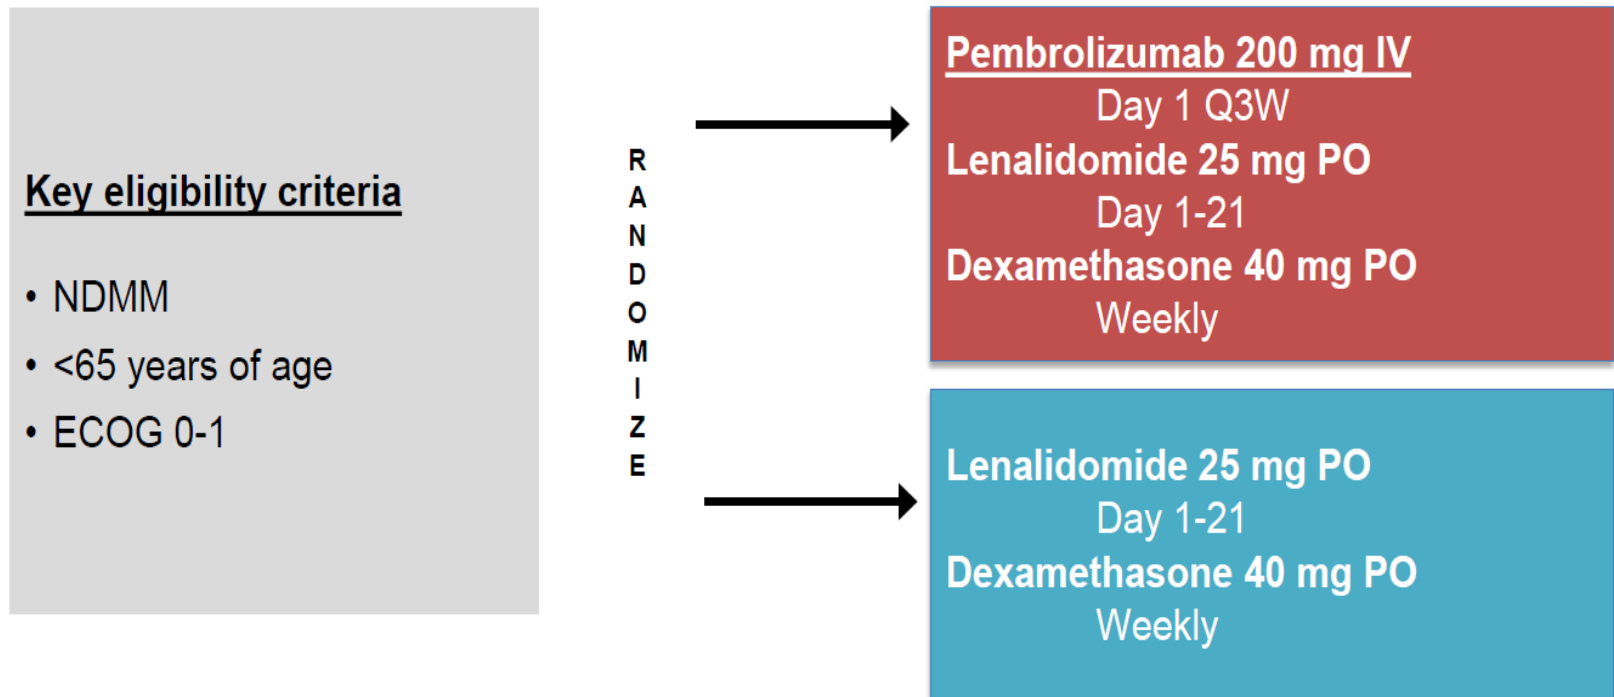 Key eligibility criteria
• NDMM
• <65 years of age
• ECOG 0-1
RANDOMIZE
Pembrolizumab 200 mg IV
Day 1 Q3W
Lenalidomide 25 mg PO
Day 1-21
Dexamethasone 40 mg PO
Weekly
Lenalidomide 25 mg PO
Day 1-21
Dexamethasone 40 mg PO
Weekly